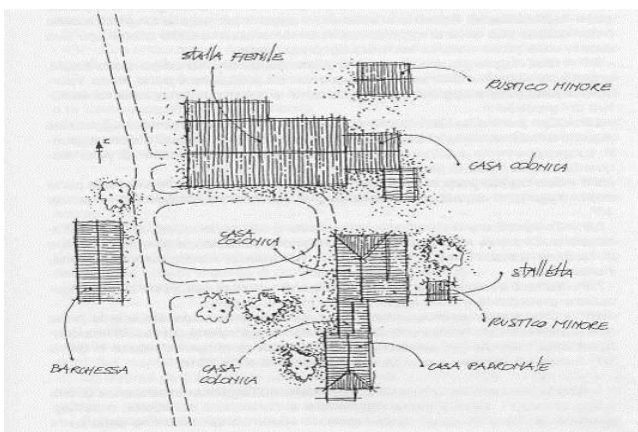 STALLA FIENILE
RUSTICO MINORE
CASA COLONICA
CASA
COLONICA
STALLETTA
RUSTICO MINORE
BARCHESSA
CASA
COLONICA
CASA PADRONALE